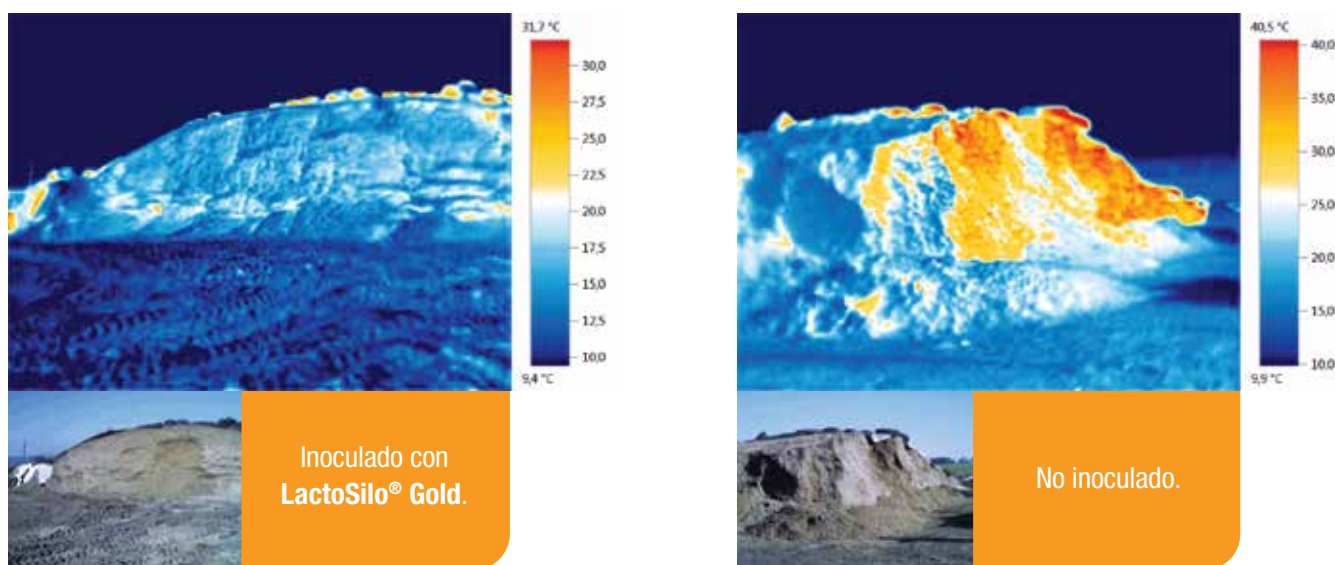 31,7 °C
30,0
27,5
25,0
22,5
20,0
17,5
15,0
12,5
10,0
9,4 °C
Inoculado con
LactoSilo® Gold.
40,5 °C
40,0
35,0
30,0
25,0
20,0
15,0
10,0
9,9 °C
No inoculado.